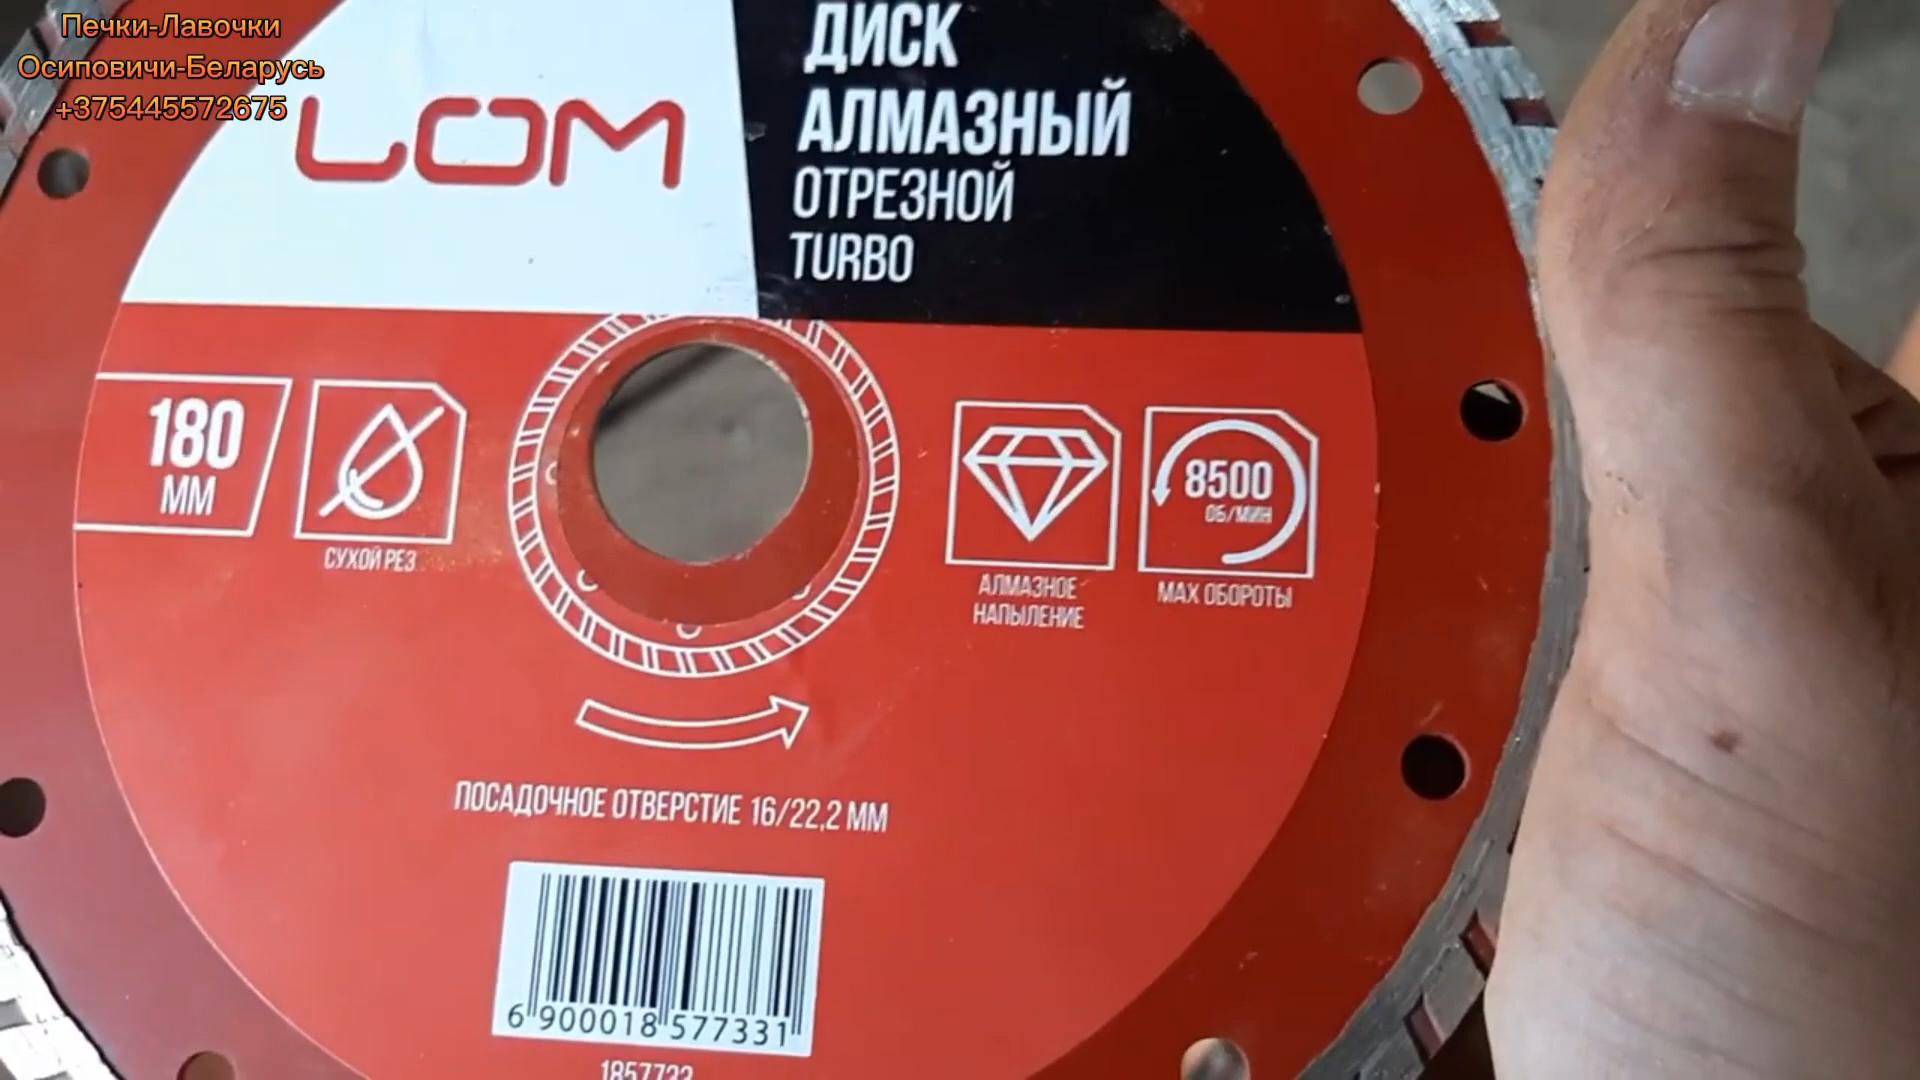 Печки-Лавочки
Осиповичи-Беларусь
+375445572675
LOM
ДИСК
АЛМАЗНЫЙ
ОТРЕЗНОЙ
TURBO
180
ММ
СУХОЙ РЕЗ
АЛМАЗНОЕ
НАПЫЛЕНИЕ
8500
ОБ/МИН
MAX ОБОРОТЫ
ПОСАДОЧНОЕ ОТВЕРСТИЕ 16/22,2 ММ
6 900018 577331
1857733